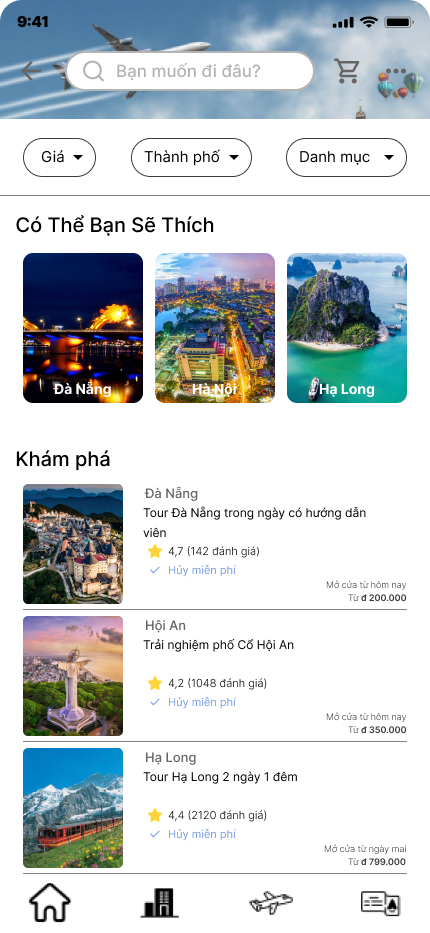 9:41
Bạn muốn đi đâu?
Giá
Thành phố
Danh mục
Có Thể Bạn Sẽ Thích
Đà Nẵng
Hà Nội
Hạ Long
Khám phá
Đà Nẵng
Tour Đà Nẵng trong ngày có hướng dẫn
viên
4,7 (142 đánh giá)
Hủy miễn phí
Mở cửa từ hôm nay
Từ đ 200.000
Hội An
Trải nghiệm phố Cổ Hội An
4,2 (1048 đánh giá)
Hủy miễn phí
Mở cửa từ hôm nay
Từ đ 350.000
Hạ Long
Tour Hạ Long 2 ngày 1 đêm
4,4 (2120 đánh giá)
Hủy miễn phí
Mở cửa từ ngày mai
Từ đ 799.000